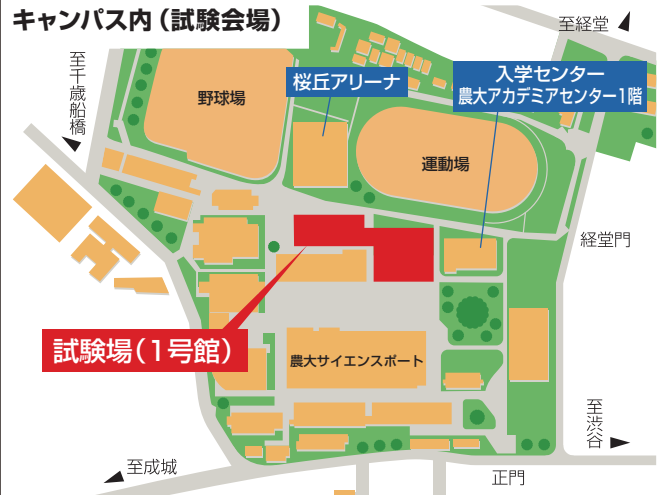 キャンパス内（試験会場）
至経堂
至千歳船橋
野球場
桜丘アリーナ
入学センター
農大アカデミアセンター1階
運動場
経堂門
試験場（1号館）
農大サイエンスポート
至渋谷
至成城
正門